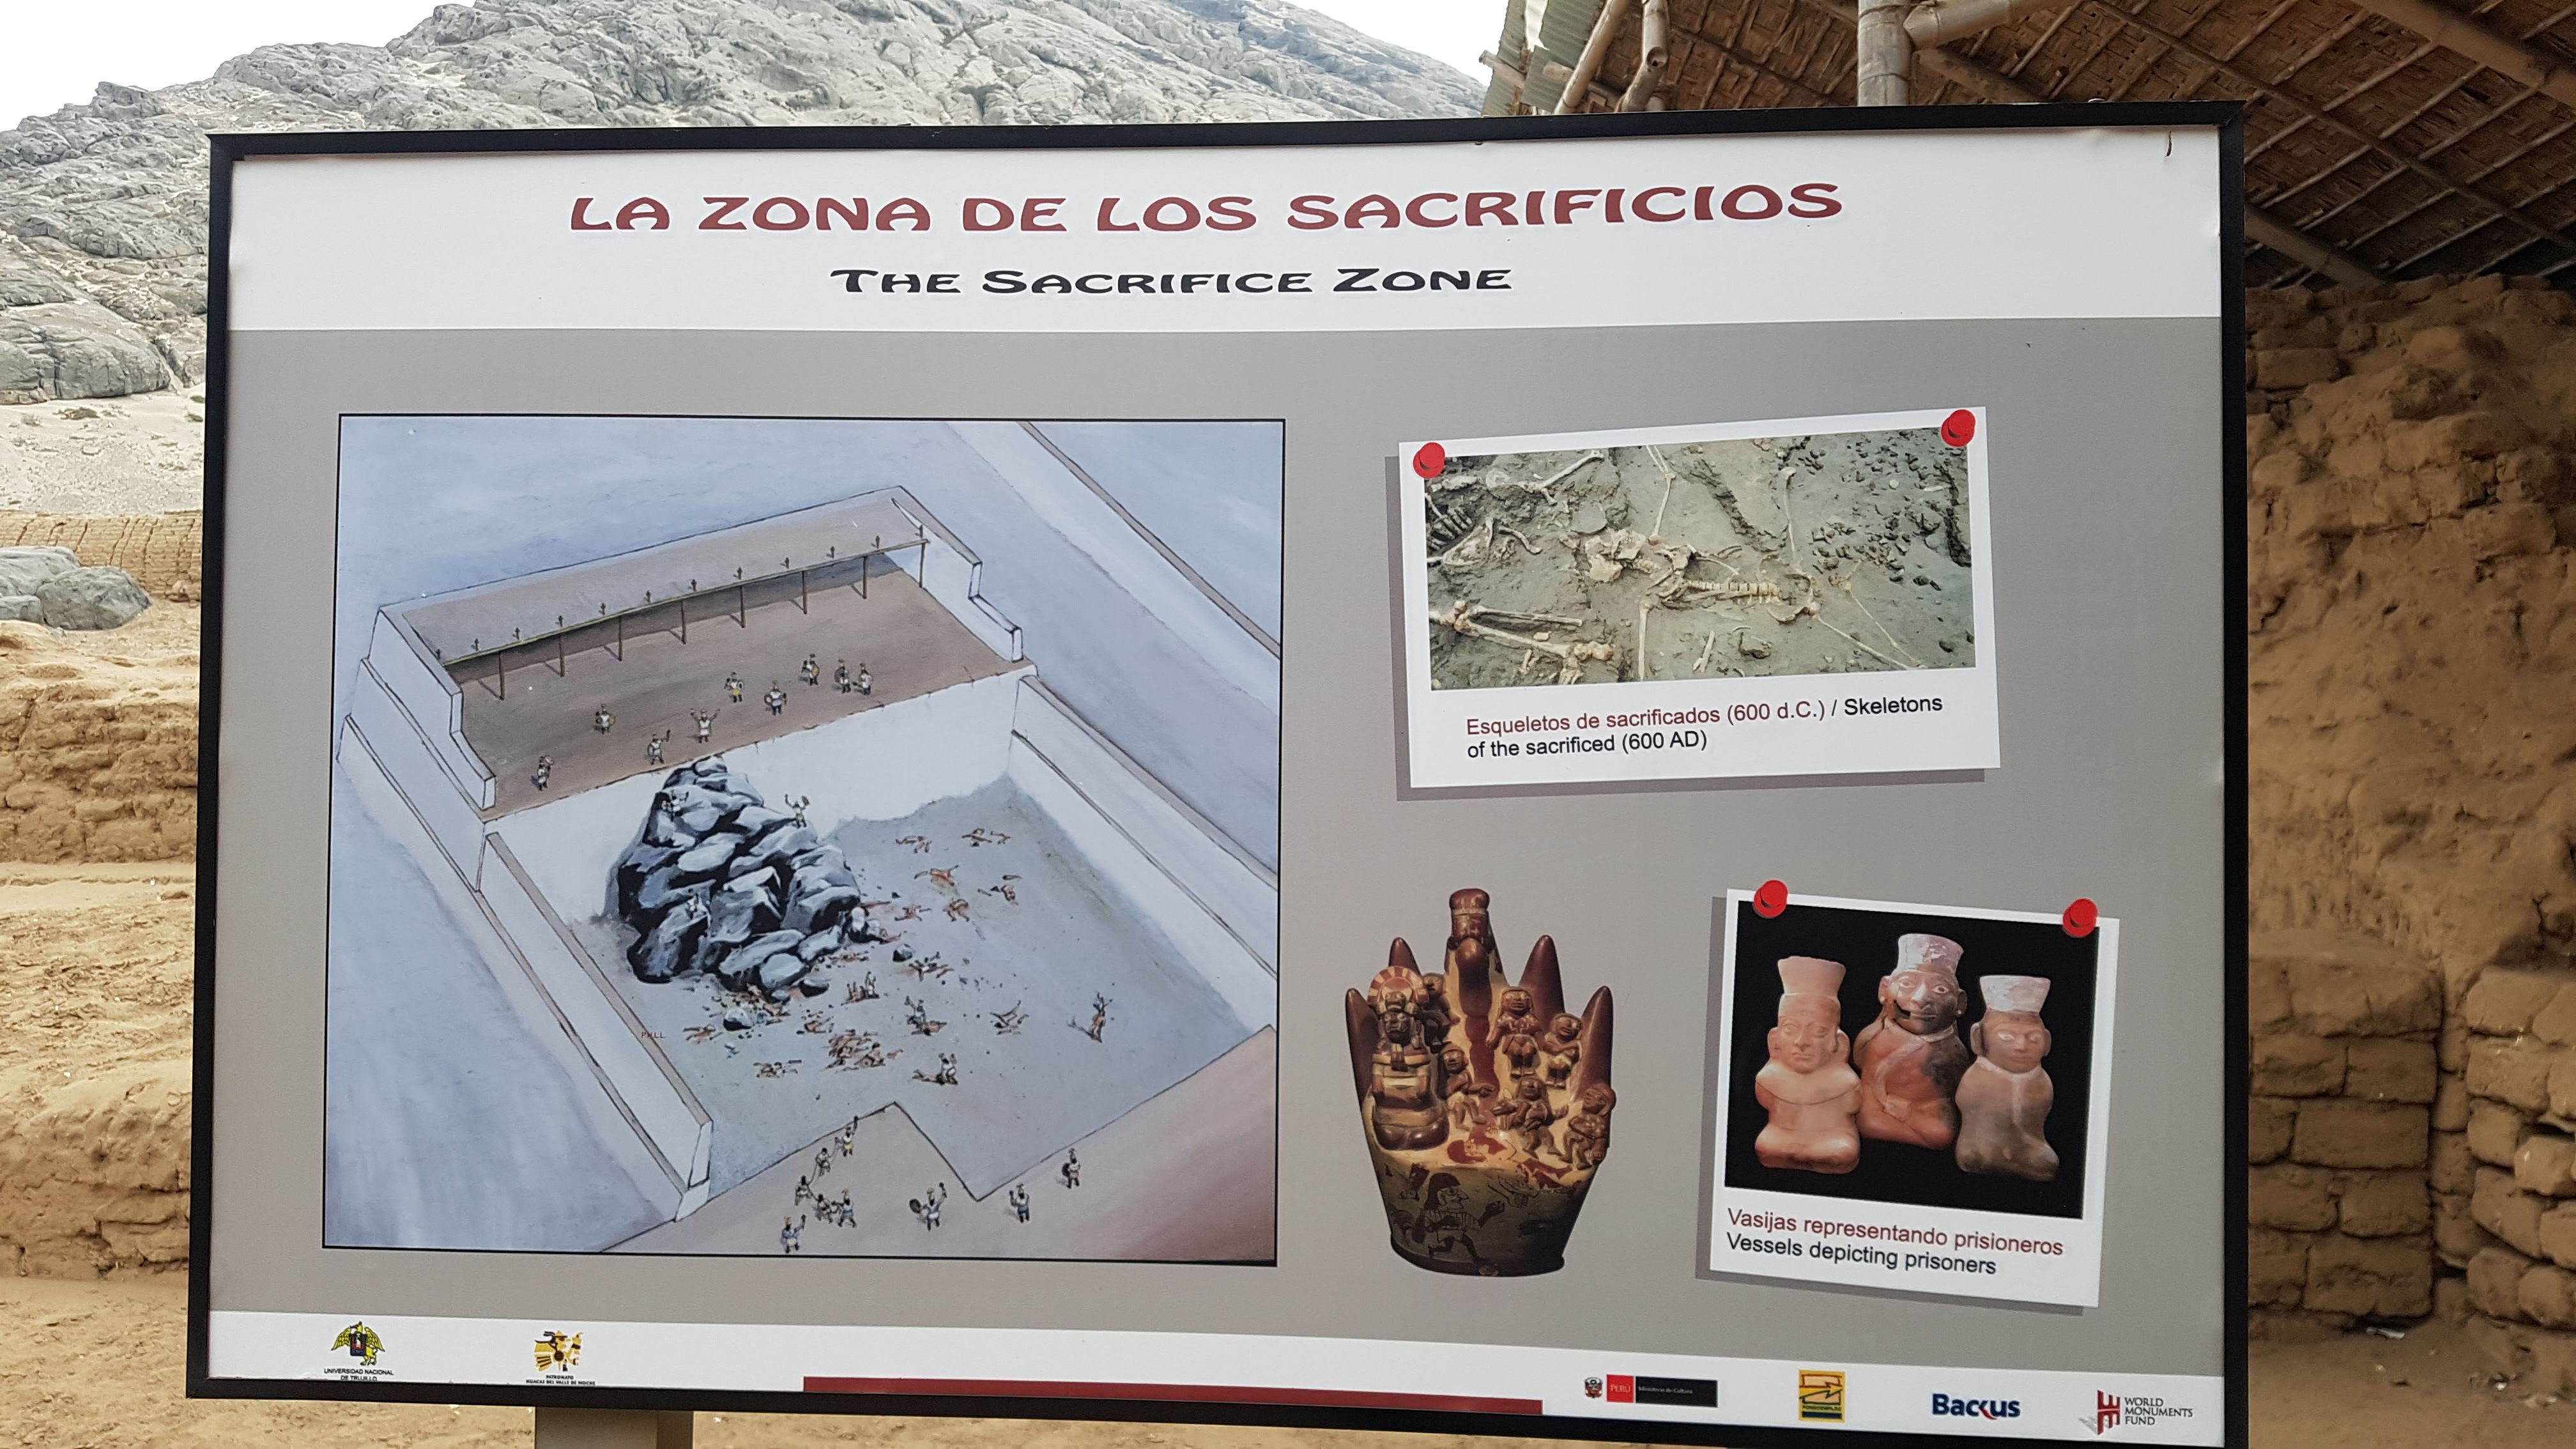 LA ZONA DE LOS SACRIFICIOS
THE SACRIFICE ZONE
Esqueletos de sacrificados (600 d.C.) / Skeletons
of the sacrificed (600 AD)
Vasijas representando prisioneros
Vessels depicting prisoners
UNIVERSIDAD NACIONAL
DE TRUJILLO
PATRONATO
HUACAS DEL VALLE DE MOCHE
PERÚ Ministerio de Cultura
Backus
WORLD
MONUMENTS
FUND